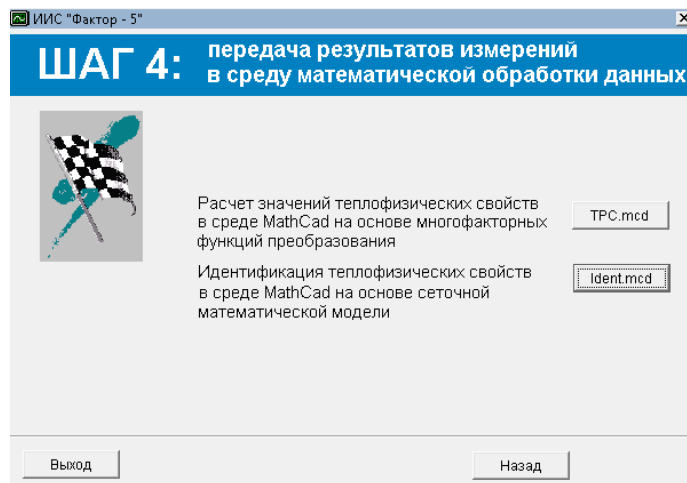 ИИС "Фактор - 5"
ШАГ 4:
передача результатов измерений
в среду математической обработки данных
Расчет значений теплофизических свойств
в среде MathCad на основе многофакторных
функций преобразования
TPC.mcd
Идентификация теплофизических свойств
в среде MathCad на основе сеточной
математической модели
Ident.mcd
Выход
Назад